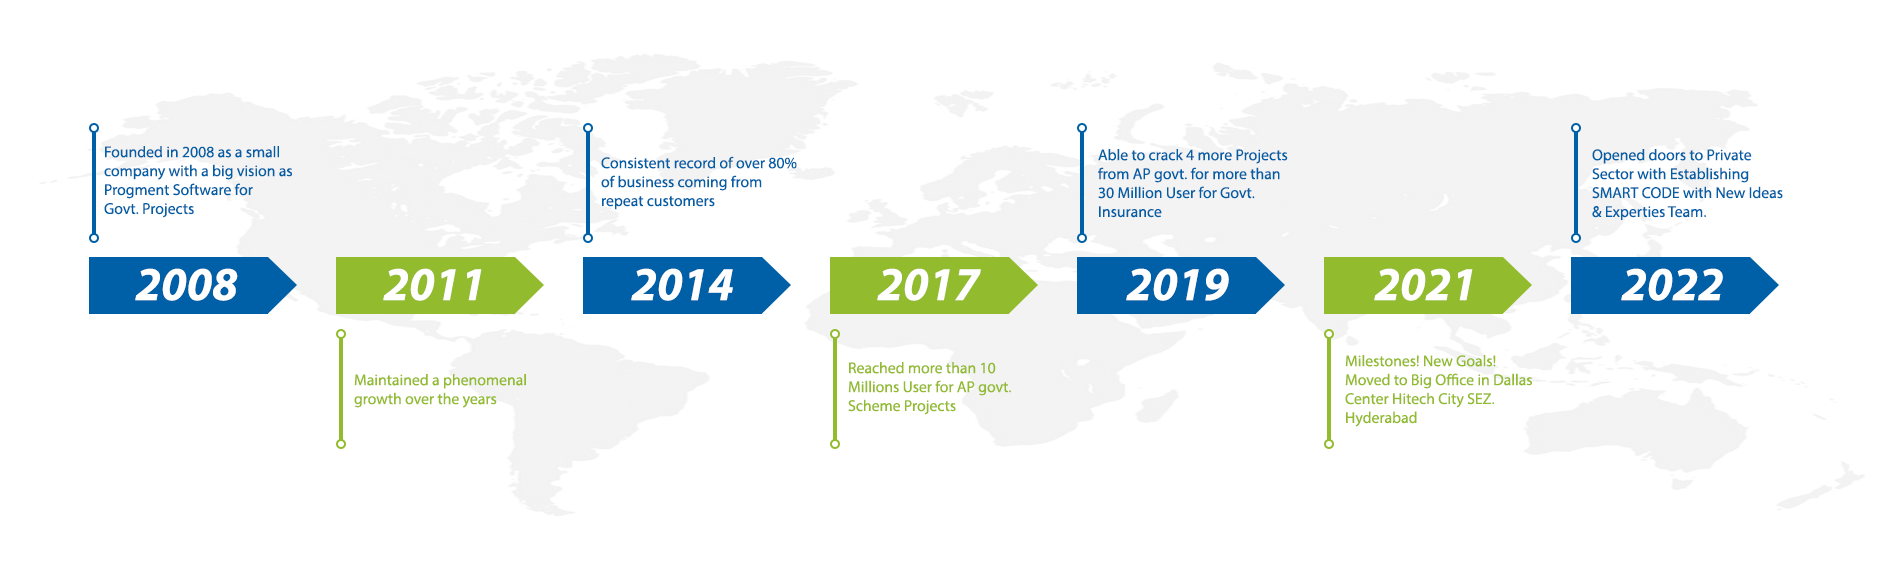 Founded in 2008 as a small
company with a big vision as
Progment Software for
Govt. Projects
2008
2011
Maintained a phenomenal
growth over the years
Consistent record of over 80%
of business coming from
repeat customers
2014
2017
Reached more than 10
Millions User for AP govt.
Scheme Projects
Able to crack 4 more Projects
from AP govt. for more than
30 Million User for Govt.
Insurance
2019
2021
Milestones! New Goals!
Moved to Big Office in Dallas
Center Hitech City SEZ.
Hyderabad
Opened doors to Private
Sector with Establishing
SMART CODE with New Ideas
& Experties Team.
2022